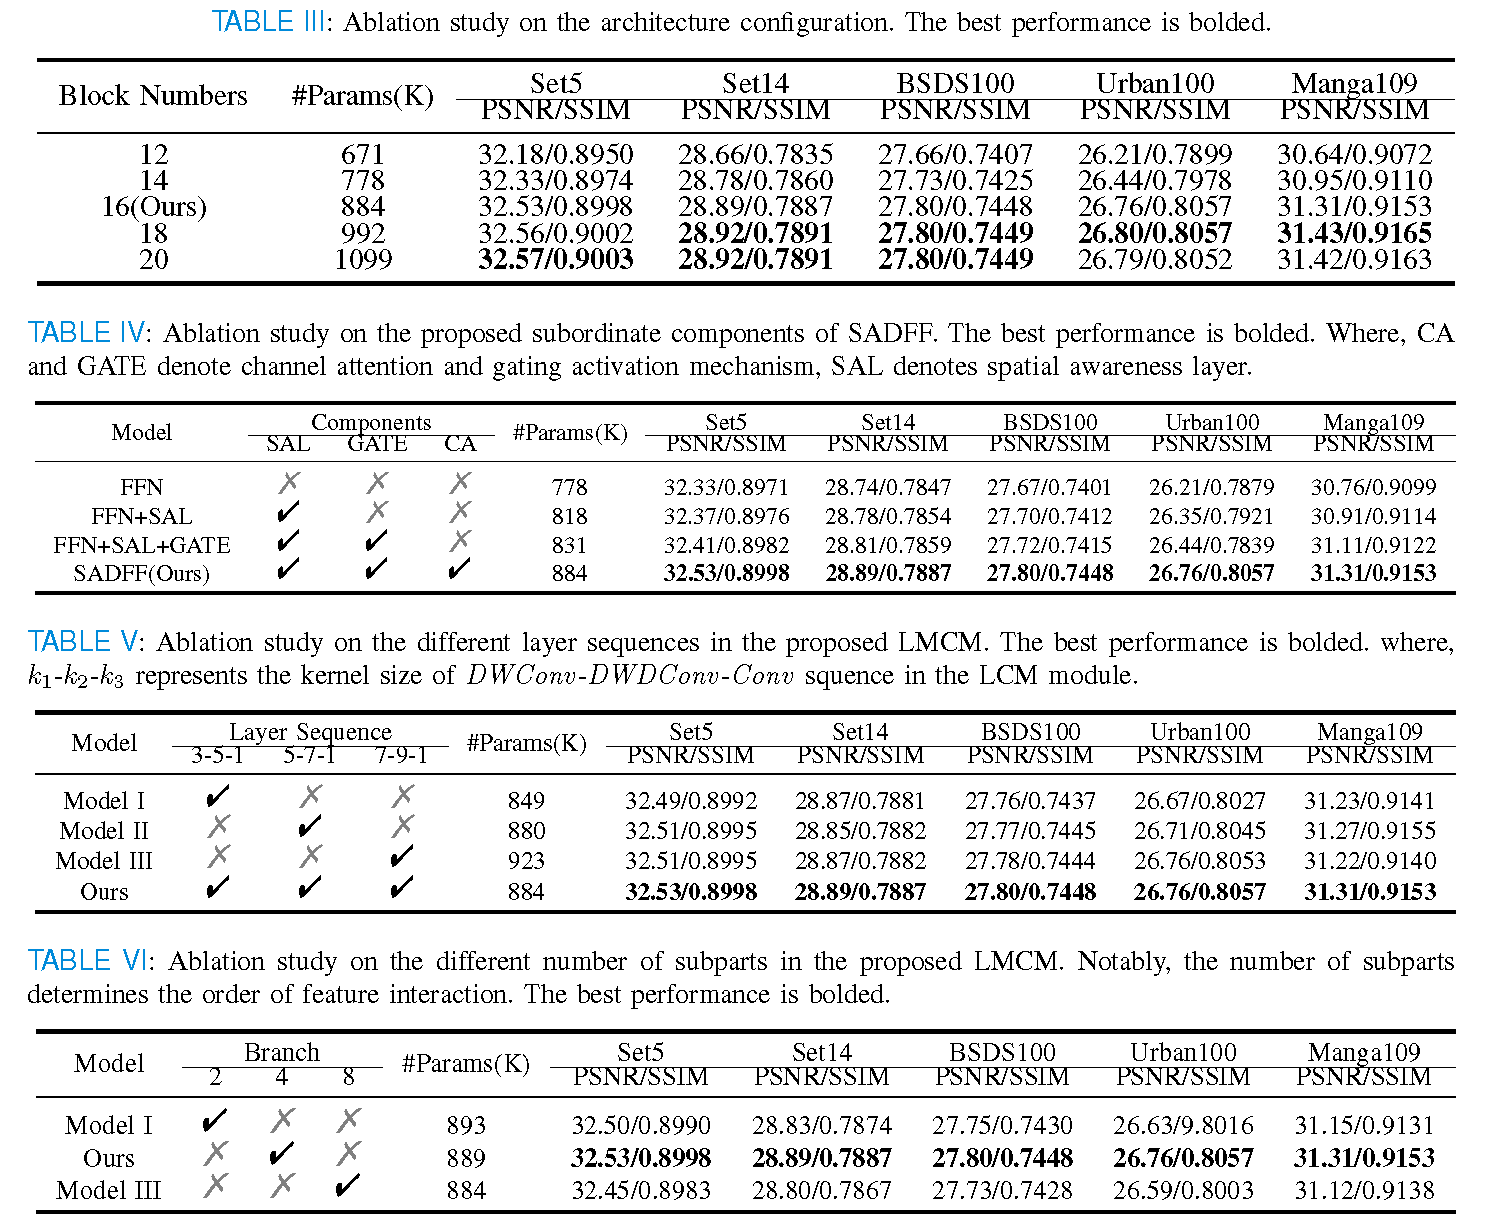 TABLE III: Ablation study on the architecture configuration. The best performance is bolded.
Block Numbers #Params(K) Set5 Set14 BSDS100 Urban100 Manga109
PSNR/SSIM PSNR/SSIM PSNR/SSIM PSNR/SSIM PSNR/SSIM
12 671 32.18/0.8950 28.66/0.7835 27.66/0.7407 26.21/0.7899 30.64/0.9072
14 778 32.33/0.8974 28.78/0.7860 27.73/0.7425 26.44/0.7978 30.95/0.9110
16(Ours) 884 32.53/0.8998 28.89/0.7887 27.80/0.7448 26.76/0.8057 31.31/0.9153
18 992 32.56/0.9002 28.92/0.7891 27.80/0.7449 26.80/0.8057 31.43/0.9165
20 1099 32.57/0.9003 28.92/0.7891 27.80/0.7449 26.79/0.8052 31.42/0.9163
TABLE IV: Ablation study on the proposed subordinate components of SADFF. The best performance is bolded. Where, CA
and GATE denote channel attention and gating activation mechanism, SAL denotes spatial awareness layer.
Model Components #Params(K) Set5 Set14 BSDS100 Urban100 Manga109
SAL GATE CA PSNR/SSIM PSNR/SSIM PSNR/SSIM PSNR/SSIM PSNR/SSIM
FFN ✗ ✗ ✗ 778 32.33/0.8971 28.74/0.7847 27.67/0.7401 26.21/0.7879 30.76/0.9099
FFN+SAL ✓ ✗ ✗ 818 32.37/0.8976 28.78/0.7854 27.70/0.7412 26.35/0.7921 30.91/0.9114
FFN+SAL+GATE ✓ ✓ ✗ 831 32.41/0.8982 28.81/0.7859 27.72/0.7415 26.44/0.7839 31.11/0.9122
SADFF(Ours) ✓ ✓ ✓ 884 32.53/0.8998 28.89/0.7887 27.80/0.7448 26.76/0.8057 31.31/0.9153
TABLE V: Ablation study on the different layer sequences in the proposed LMCM. The best performance is bolded. where,
k1-k2-k3 represents the kernel size of DWConv-DWDConv-Conv squence in the LCM module.
Model Layer Sequence #Params(K) Set5 Set14 BSDS100 Urban100 Manga109
3-5-1 5-7-1 7-9-1 PSNR/SSIM PSNR/SSIM PSNR/SSIM PSNR/SSIM PSNR/SSIM
Model I ✓ ✗ ✗ 849 32.49/0.8992 28.87/0.7881 27.76/0.7437 26.67/0.8027 31.23/0.9141
Model II ✗ ✓ ✗ 880 32.51/0.8995 28.85/0.7882 27.77/0.7445 26.71/0.8045 31.27/0.9155
Model III ✗ ✗ ✓ 923 32.51/0.8995 28.87/0.7882 27.78/0.7444 26.76/0.8053 31.22/0.9140
Ours ✓ ✓ ✓ 884 32.53/0.8998 28.89/0.7887 27.80/0.7448 26.76/0.8057 31.31/0.9153
TABLE VI: Ablation study on the different number of subparts in the proposed LMCM. Notably, the number of subparts
determines the order of feature interaction. The best performance is bolded.
Model Branch #Params(K) Set5 Set14 BSDS100 Urban100 Manga109
2 4 8 PSNR/SSIM PSNR/SSIM PSNR/SSIM PSNR/SSIM PSNR/SSIM
Model I ✓ ✗ ✗ 893 32.50/0.8990 28.83/0.7874 27.75/0.7430 26.63/9.8016 31.15/0.9131
Ours ✗ ✓ ✗ 889 32.53/0.8998 28.89/0.7887 27.80/0.7448 26.76/0.8057 31.31/0.9153
Model III ✗ ✗ ✓ 884 32.45/0.8983 28.80/0.7867 27.73/0.7428 26.59/0.8003 31.12/0.9138